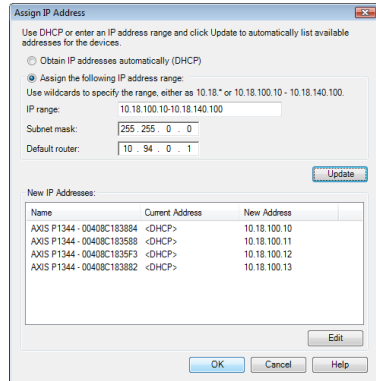 Assign IP Address
Use DHCP or enter an IP address range and click Update to automatically list available
addresses for the devices.
Obtain IP addresses automatically (DHCP)
Assign the following IP address range:
Use wildcards to specify the range, either as 10.18.* or 10.18.100.10 - 10.18.140.100.
IP range: 10.18.100.10-10.18.140.100
Subnet mask: 255 . 255 . 0 . 0
Default router: 10 . 94 . 0 . 1
Update
New IP Addresses:
Name Current Address New Address
AXIS P1344 - 00408C183884 <DHCP> 10.18.100.10
AXIS P1344 - 00408C183588 <DHCP> 10.18.100.11
AXIS P1344 - 00408C1835F3 <DHCP> 10.18.100.12
AXIS P1344 - 00408C183882 <DHCP> 10.18.100.13
Edit
OK Cancel Help